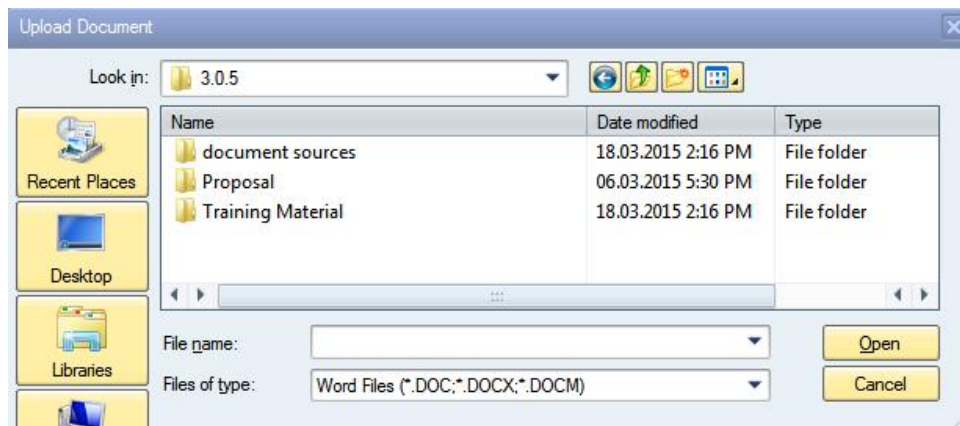 Upload Document
Look in: 3.0.5
Name Date modified Type
document sources 18.03.2015 2:16 PM File folder
Proposal 06.03.2015 5:30 PM File folder
Training Material 18.03.2015 2:16 PM File folder
Recent Places
Desktop
Libraries
File name: Open
Files of type: Word Files (*.DOC;*.DOCX;*.DOCM) Cancel